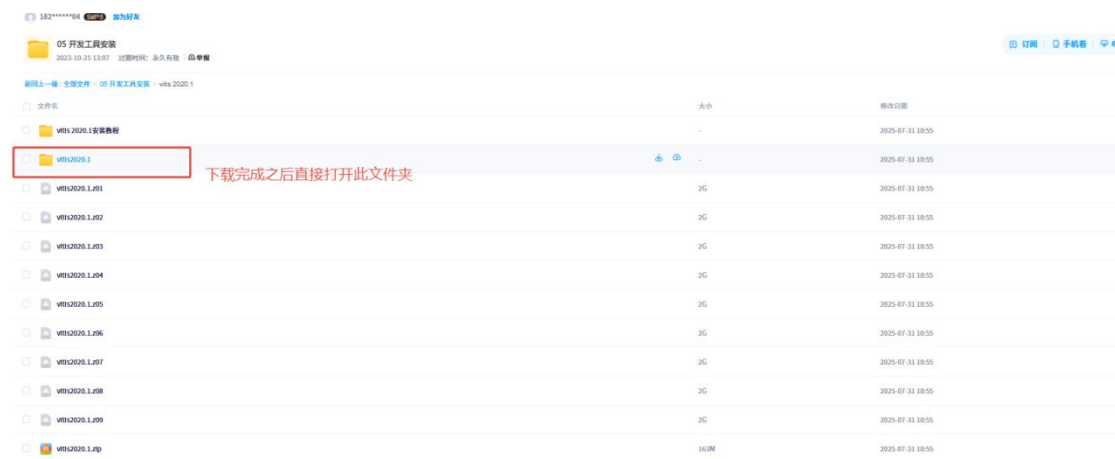 182******04 SVIP5 加为好友
05 开发工具安装
2023-10-25 13:07 过期时间：永久有效 举报
订阅 手机看
返回上一级 | 全部文件 > 05 开发工具安装 > vitis 2020.1
文件名 大小 修改日期
vitis 2020.1安装教程 - 2025-07-31 10:55
vitis2020.1 - 2025-07-31 10:55
下载完成之后直接打开此文件夹
vitis2020.1.z01 2G 2025-07-31 10:55
vitis2020.1.z02 2G 2025-07-31 10:55
vitis2020.1.z03 2G 2025-07-31 10:55
vitis2020.1.z04 2G 2025-07-31 10:55
vitis2020.1.z05 2G 2025-07-31 10:55
vitis2020.1.z06 2G 2025-07-31 10:55
vitis2020.1.z07 2G 2025-07-31 10:55
vitis2020.1.z08 2G 2025-07-31 10:55
vitis2020.1.z09 2G 2025-07-31 10:55
vitis2020.1.zip 163M 2025-07-31 10:55